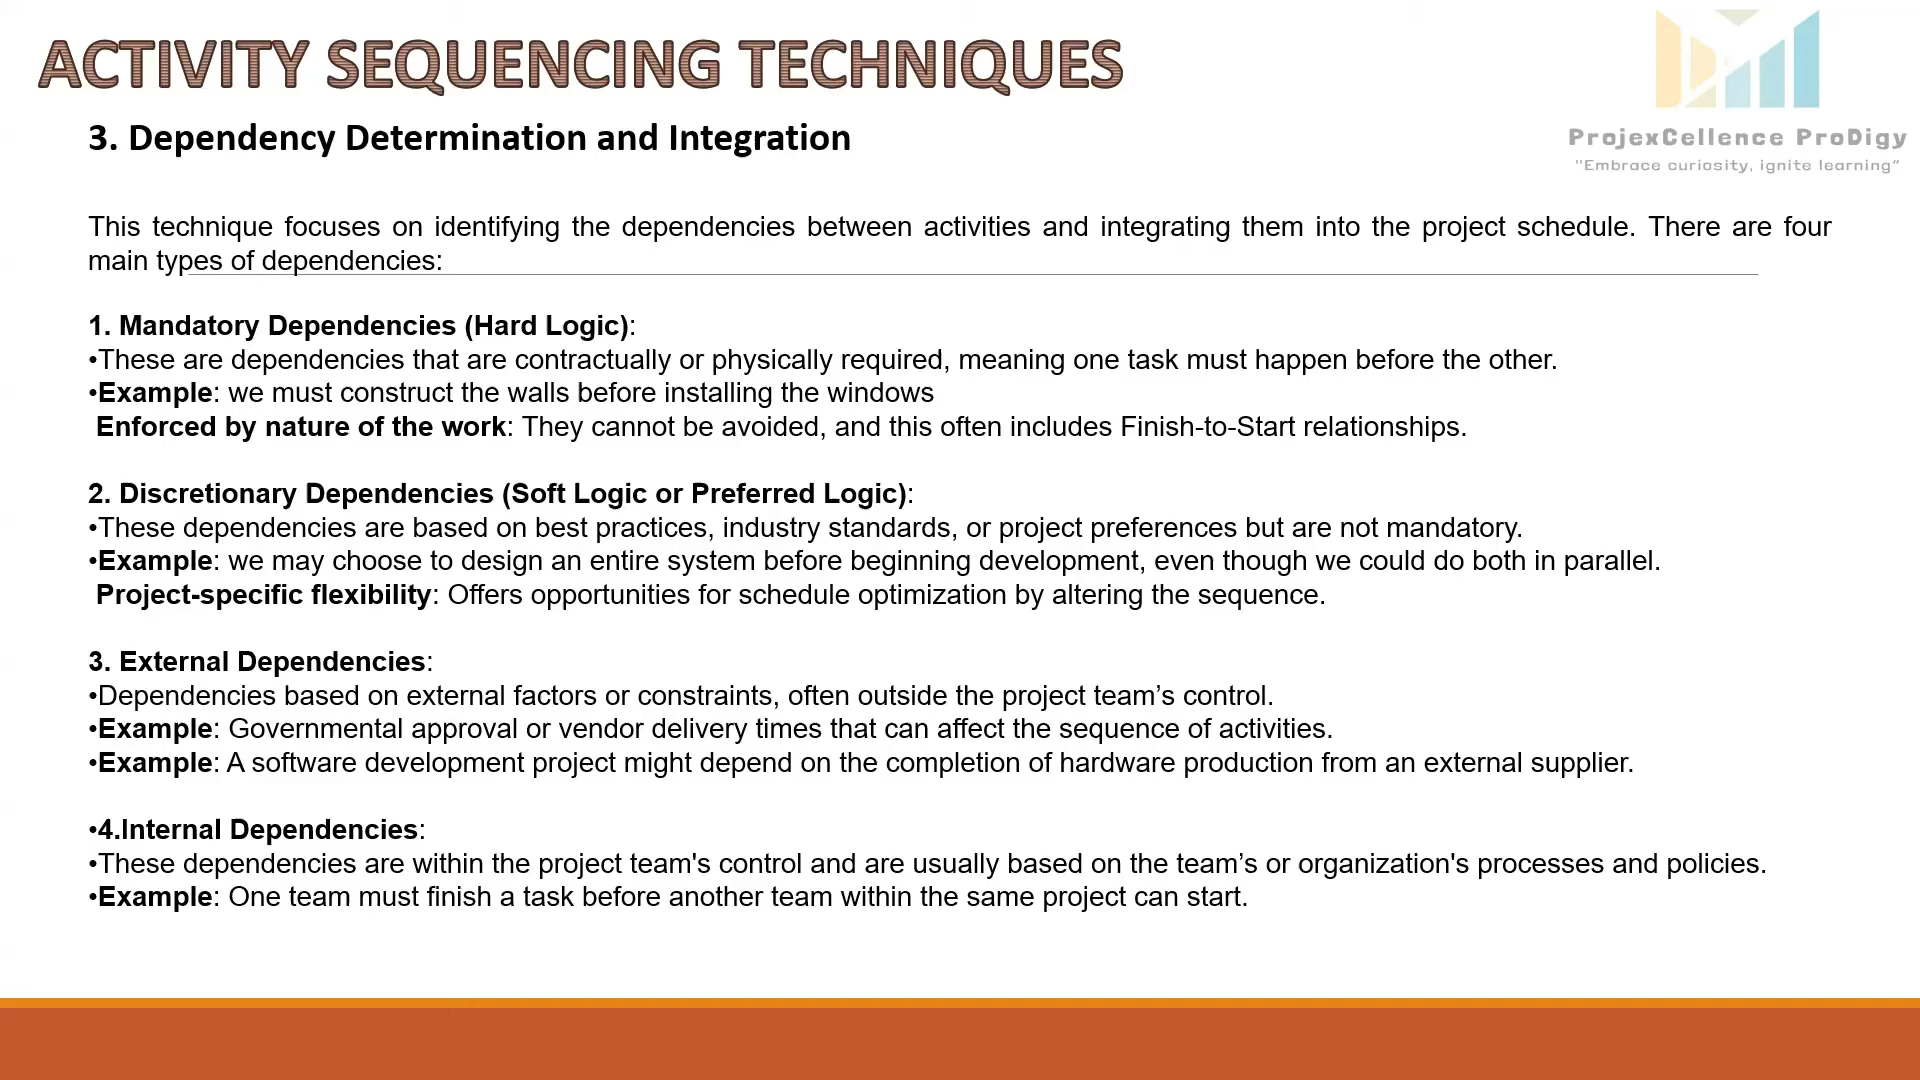 ACTIVITY SEQUENCING TECHNIQUES
ProjexCellence ProDigy
"Embrace curiosity, ignite learning"
3. Dependency Determination and Integration
This technique focuses on identifying the dependencies between activities and integrating them into the project schedule. There are four
main types of dependencies:
1. Mandatory Dependencies (Hard Logic):
•These are dependencies that are contractually or physically required, meaning one task must happen before the other.
•Example: we must construct the walls before installing the windows
Enforced by nature of the work: They cannot be avoided, and this often includes Finish-to-Start relationships.
2. Discretionary Dependencies (Soft Logic or Preferred Logic):
•These dependencies are based on best practices, industry standards, or project preferences but are not mandatory.
•Example: we may choose to design an entire system before beginning development, even though we could do both in parallel.
Project-specific flexibility: Offers opportunities for schedule optimization by altering the sequence.
3. External Dependencies:
•Dependencies based on external factors or constraints, often outside the project team’s control.
•Example: Governmental approval or vendor delivery times that can affect the sequence of activities.
•Example: A software development project might depend on the completion of hardware production from an external supplier.
•4.Internal Dependencies:
•These dependencies are within the project team's control and are usually based on the team’s or organization's processes and policies.
•Example: One team must finish a task before another team within the same project can start.